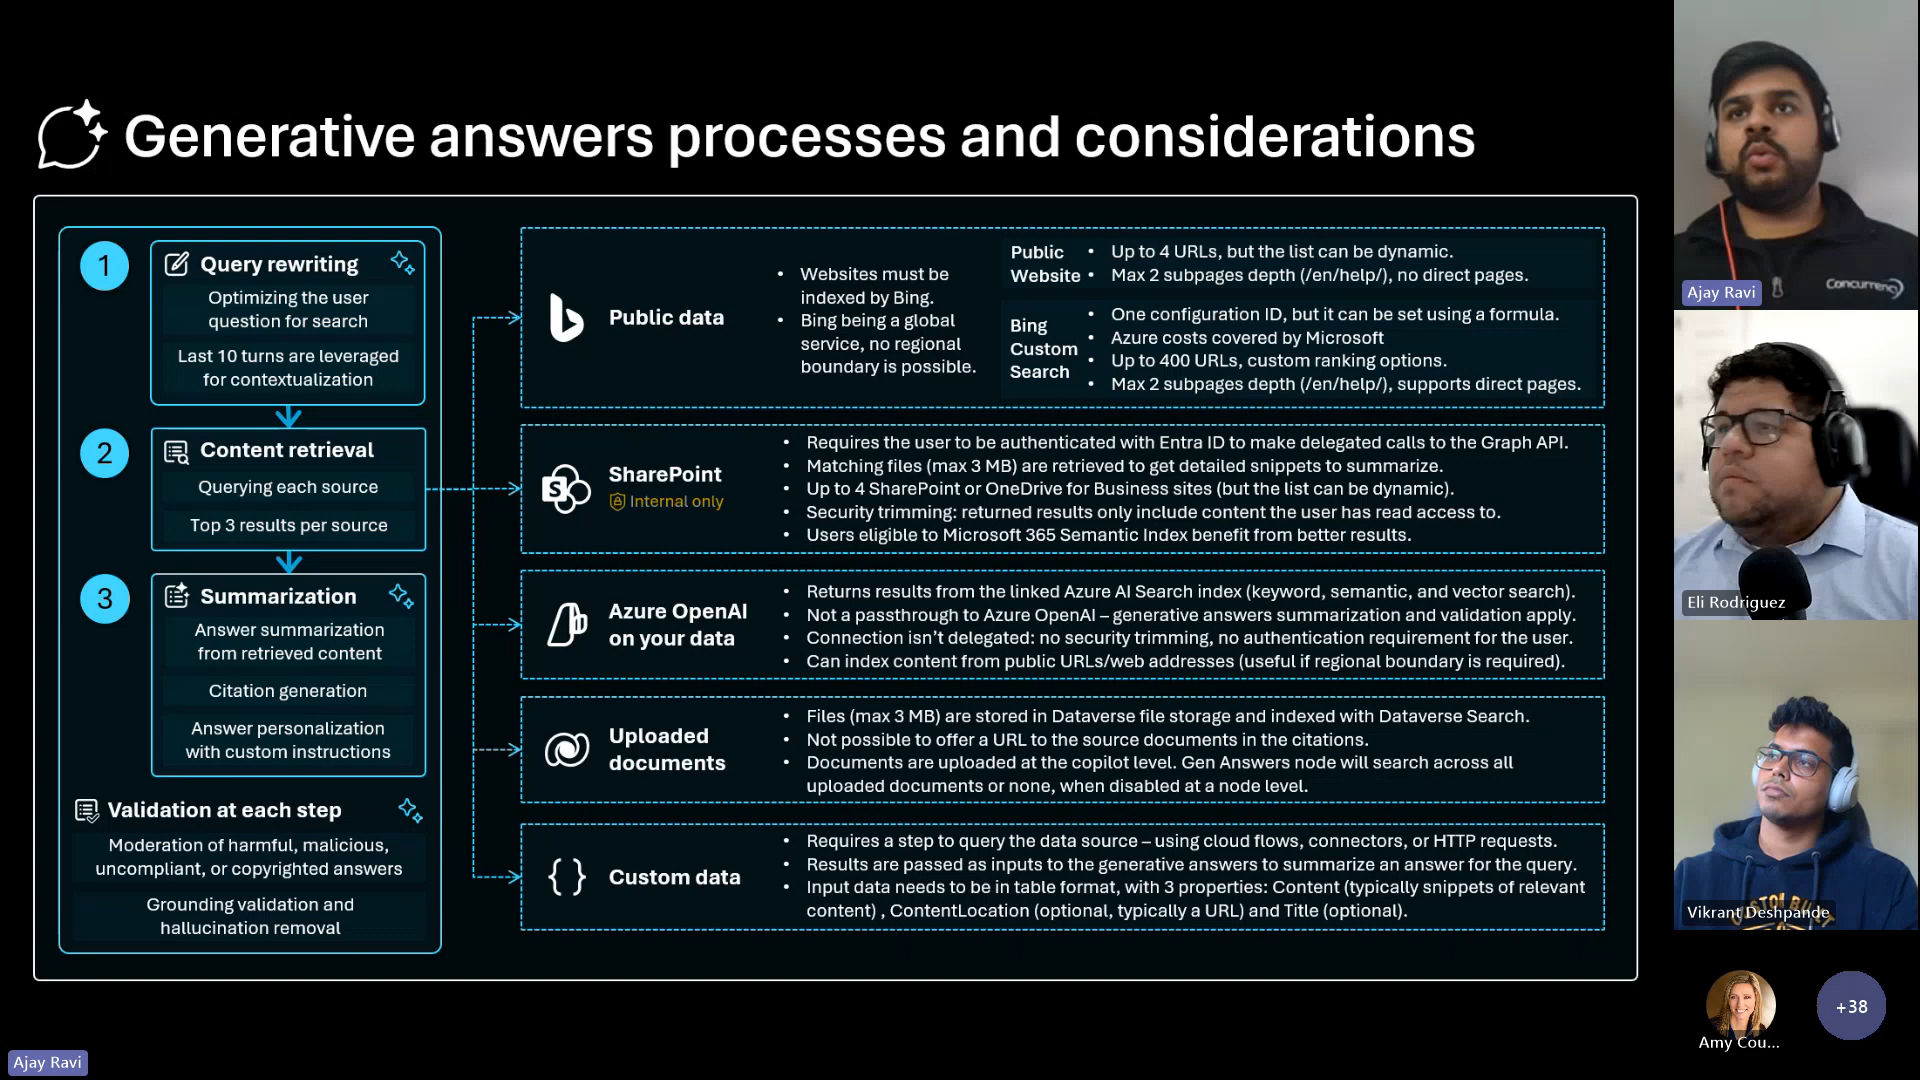 Generative answers processes and considerations
1
Query rewriting
Optimizing the user
question for search
Last 10 turns are leveraged
for contextualization
2
Content retrieval
Querying each source
Top 3 results per source
3
Summarization
Answer summarization
from retrieved content
Citation generation
Answer personalization
with custom instructions
Validation at each step
Moderation of harmful, malicious,
uncompliant, or copyrighted answers
Grounding validation and
hallucination removal
Public data
• Websites must be
indexed by Bing.
• Bing being a global
service, no regional
boundary is possible.
Public
Website
• Up to 4 URLs, but the list can be dynamic.
• Max 2 subpages depth (/en/help/), no direct pages.
Bing
Custom
Search
• One configuration ID, but it can be set using a formula.
• Azure costs covered by Microsoft
• Up to 400 URLs, custom ranking options.
• Max 2 subpages depth (/en/help/), supports direct pages.
SharePoint
Internal only
• Requires the user to be authenticated with Entra ID to make delegated calls to the Graph API.
• Matching files (max 3 MB) are retrieved to get detailed snippets to summarize.
• Up to 4 SharePoint or OneDrive for Business sites (but the list can be dynamic).
• Security trimming: returned results only include content the user has read access to.
• Users eligible to Microsoft 365 Semantic Index benefit from better results.
Azure OpenAI
on your data
• Returns results from the linked Azure AI Search index (keyword, semantic, and vector search).
• Not a passthrough to Azure OpenAI – generative answers summarization and validation apply.
• Connection isn't delegated: no security trimming, no authentication requirement for the user.
• Can index content from public URLs/web addresses (useful if regional boundary is required).
Uploaded
documents
• Files (max 3 MB) are stored in Dataverse file storage and indexed with Dataverse Search.
• Not possible to offer a URL to the source documents in the citations.
• Documents are uploaded at the copilot level. Gen Answers node will search across all
uploaded documents or none, when disabled at a node level.
{ }
Custom data
• Requires a step to query the data source – using cloud flows, connectors, or HTTP requests.
• Results are passed as inputs to the generative answers to summarize an answer for the query.
• Input data needs to be in table format, with 3 properties: Content (typically snippets of relevant
content) , ContentLocation (optional, typically a URL) and Title (optional).
Ajay Ravi
Concurrency
Ajay Ravi
Eli Rodriguez
Vikrant Deshpande
Amy Cou...
+38